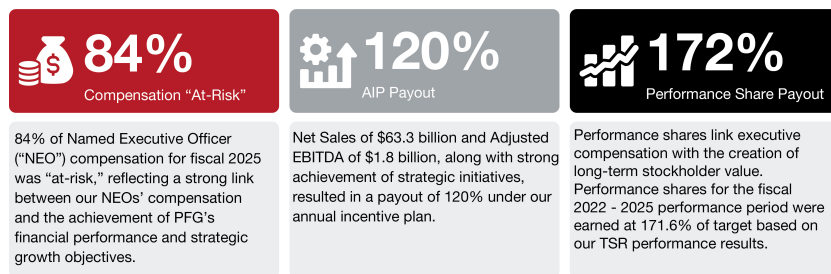 84%
Compensation “At-Risk”
84% of Named Executive Officer
(“NEO”) compensation for fiscal 2025
was “at-risk,” reflecting a strong link
between our NEOs’ compensation
and the achievement of PFG’s
financial performance and strategic
growth objectives.
120%
AIP Payout
Net Sales of $63.3 billion and Adjusted
EBITDA of $1.8 billion, along with strong
achievement of strategic initiatives,
resulted in a payout of 120% under our
annual incentive plan.
172%
Performance Share Payout
Performance shares link executive
compensation with the creation of
long-term stockholder value.
Performance shares for the fiscal
2022 - 2025 performance period were
earned at 171.6% of target based on
our TSR performance results.